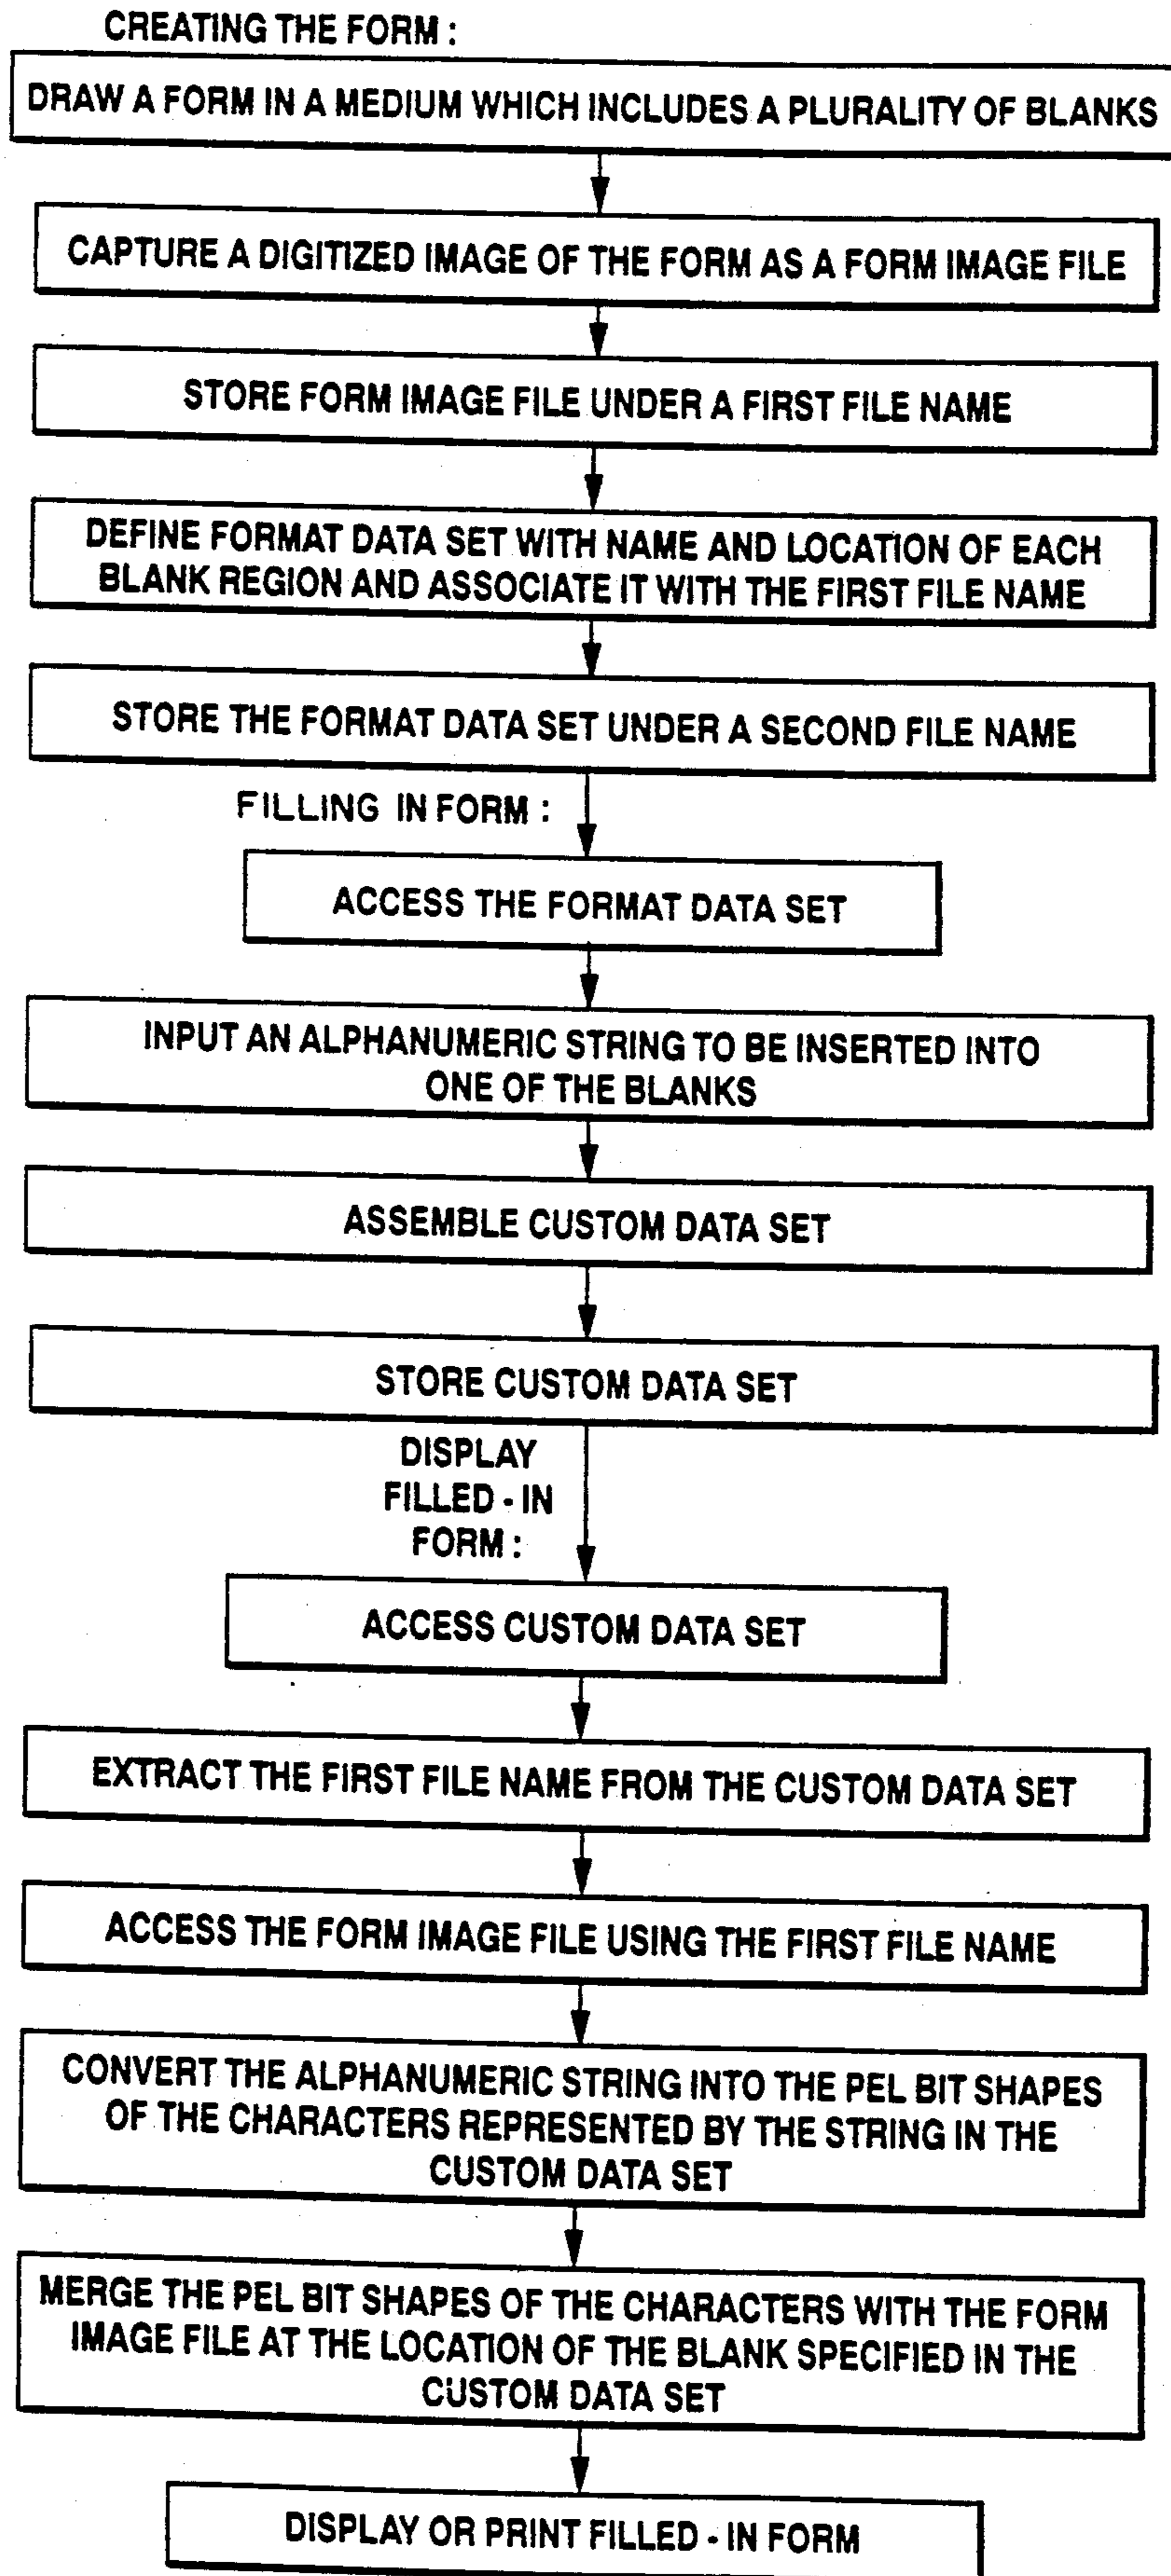 CREATING THE FORM :
DRAW A FORM IN A MEDIUM WHICH INCLUDES A PLURALITY OF BLANKS
CAPTURE A DIGITIZED IMAGE OF THE FORM AS A FORM IMAGE FILE
STORE FORM IMAGE FILE UNDER A FIRST FILE NAME
DEFINE FORMAT DATA SET WITH NAME AND LOCATION OF EACH
BLANK REGION AND ASSOCIATE IT WITH THE FIRST FILE NAME
STORE THE FORMAT DATA SET UNDER A SECOND FILE NAME
FILLING IN FORM :
ACCESS THE FORMAT DATA SET
INPUT AN ALPHANUMERIC STRING TO BE INSERTED INTO
ONE OF THE BLANKS
ASSEMBLE CUSTOM DATA SET
STORE CUSTOM DATA SET
DISPLAY
FILLED - IN
FORM :
ACCESS CUSTOM DATA SET
EXTRACT THE FIRST FILE NAME FROM THE CUSTOM DATA SET
ACCESS THE FORM IMAGE FILE USING THE FIRST FILE NAME
CONVERT THE ALPHANUMERIC STRING INTO THE PEL BIT SHAPES
OF THE CHARACTERS REPRESENTED BY THE STRING IN THE
CUSTOM DATA SET
MERGE THE PEL BIT SHAPES OF THE CHARACTERS WITH THE FORM
IMAGE FILE AT THE LOCATION OF THE BLANK SPECIFIED IN THE
CUSTOM DATA SET
DISPLAY OR PRINT FILLED - IN FORM